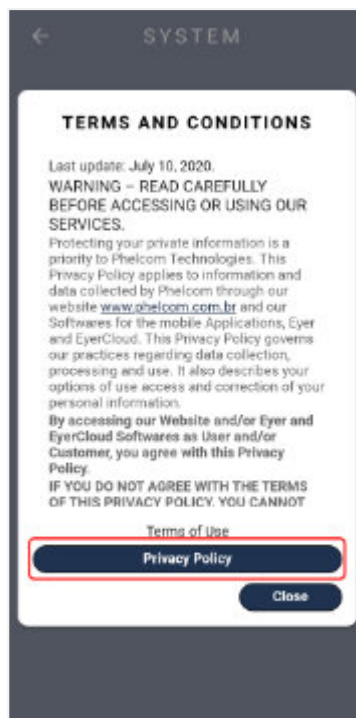 SYSTEM
TERMS AND CONDITIONS
Last update: July 10, 2020.
WARNING – READ CAREFULLY
BEFORE ACCESSING OR USING OUR
SERVICES.
Protecting your private information is a
priority to Phelcom Technologies. This
Privacy Policy applies to information and
data collected by Phelcom through our
website www.phelcom.com.br and our
Softwares for the mobile Applications, Eyer
and EyerCloud. This Privacy Policy governs
our practices regarding data collection,
processing and use. It also describes your
options of use access and correction of your
personal information.
By accessing our Website and/or Eyer and
EyerCloud Softwares as User and/or
Customer, you agree with this Privacy
Policy.
IF YOU DO NOT AGREE WITH THE TERMS
OF THIS PRIVACY POLICY, YOU CANNOT
Terms of Use
Privacy Policy
Close